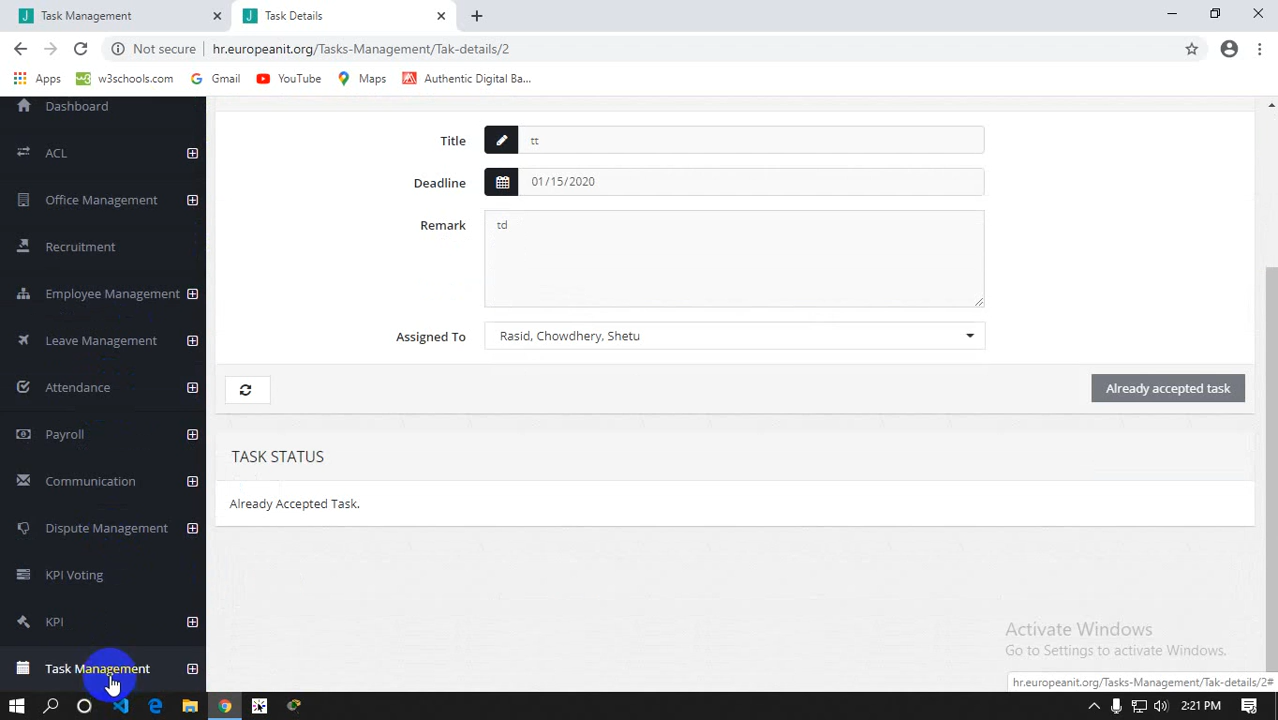 Task Management
Task Details
Not secure
hr.europeanit.org/Tasks-Management/Tak-details/2
Apps
w3schools.com
Gmail
YouTube
Maps
Authentic Digital Ba...
Dashboard
ACL
Office Management
Recruitment
Employee Management
Leave Management
Attendance
Payroll
Communication
Dispute Management
KPI Voting
KPI
Task Management
Title
tt
Deadline
01/15/2020
Remark
td
Assigned To
Rasid, Chowdhery, Shetu
Already accepted task
TASK STATUS
Already Accepted Task.
Activate Windows
Go to Settings to activate Windows.
hr.europeanit.org/Tasks-Management/Tak-details/2#
2:21 PM